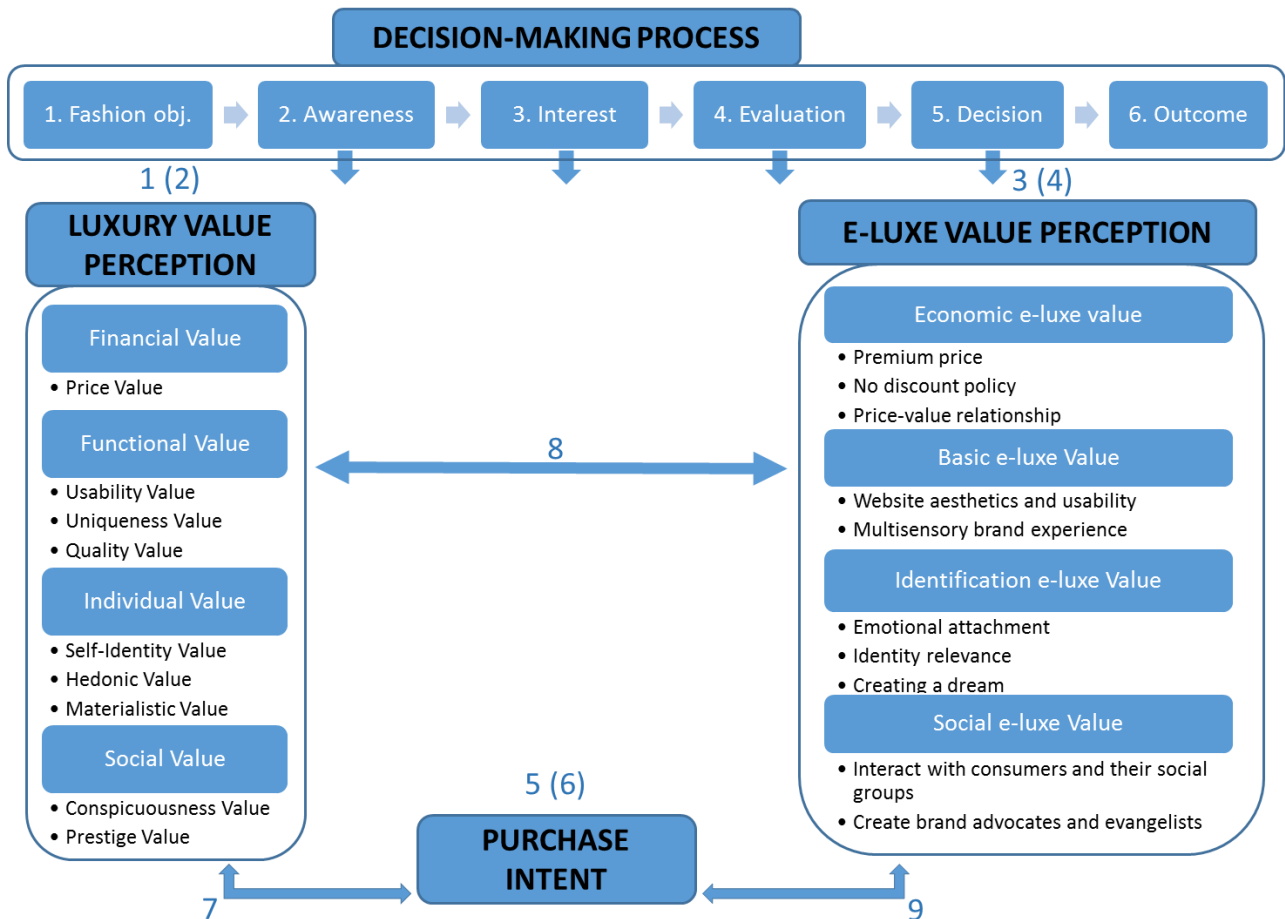 DECISION-MAKING PROCESS
1. Fashion obj.
2. Awareness
3. Interest
4. Evaluation
5. Decision
6. Outcome
1 (2)
3 (4)
LUXURY VALUE
PERCEPTION
Financial Value
• Price Value
Functional Value
• Usability Value
• Uniqueness Value
• Quality Value
Individual Value
• Self-Identity Value
• Hedonic Value
• Materialistic Value
Social Value
• Conspicuousness Value
• Prestige Value
8
E-LUXE VALUE PERCEPTION
Economic e-luxe value
• Premium price
• No discount policy
• Price-value relationship
Basic e-luxe Value
• Website aesthetics and usability
• Multisensory brand experience
Identification e-luxe Value
• Emotional attachment
• Identity relevance
• Creating a dream
Social e-luxe Value
• Interact with consumers and their social
groups
• Create brand advocates and evangelists
5 (6)
PURCHASE
INTENT
7
9